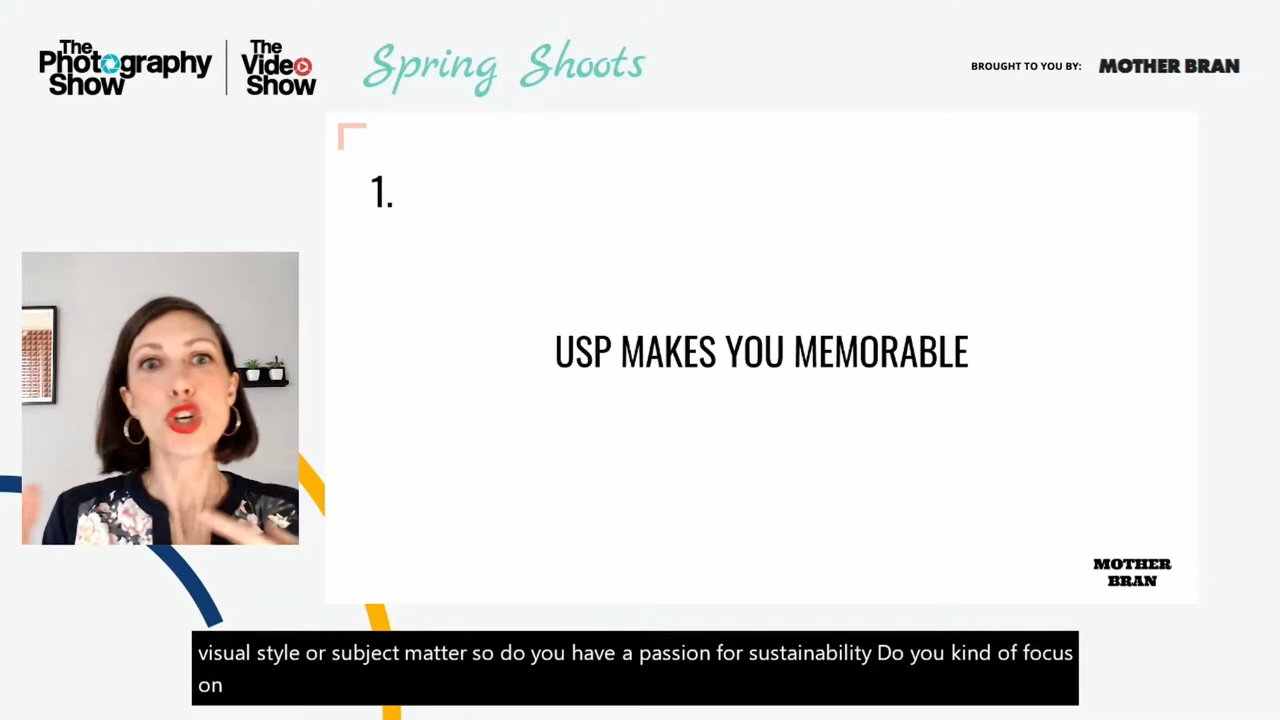 The
Photography
Show
The
Video
Show
Spring Shoots
BROUGHT TO YOU BY: MOTHER BRAN
1.
USP MAKES YOU MEMORABLE
MOTHER
BRAN
visual style or subject matter so do you have a passion for sustainability Do you kind of focus
on